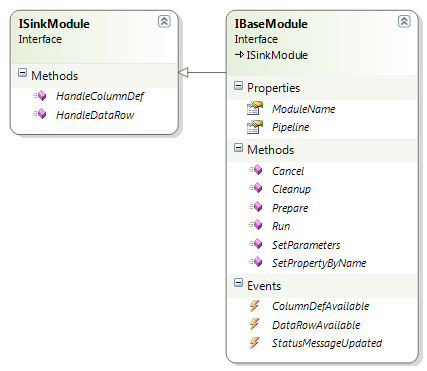 ISinkModule
Interface
Methods
HandleColumnDef
HandleDataRow
IBaseModule
Interface
ISinkModule
Properties
ModuleName
Pipeline
Methods
Cancel
Cleanup
Prepare
Run
SetParameters
SetPropertyByName
Events
ColumnDefAvailable
DataRowAvailable
StatusMessageUpdated